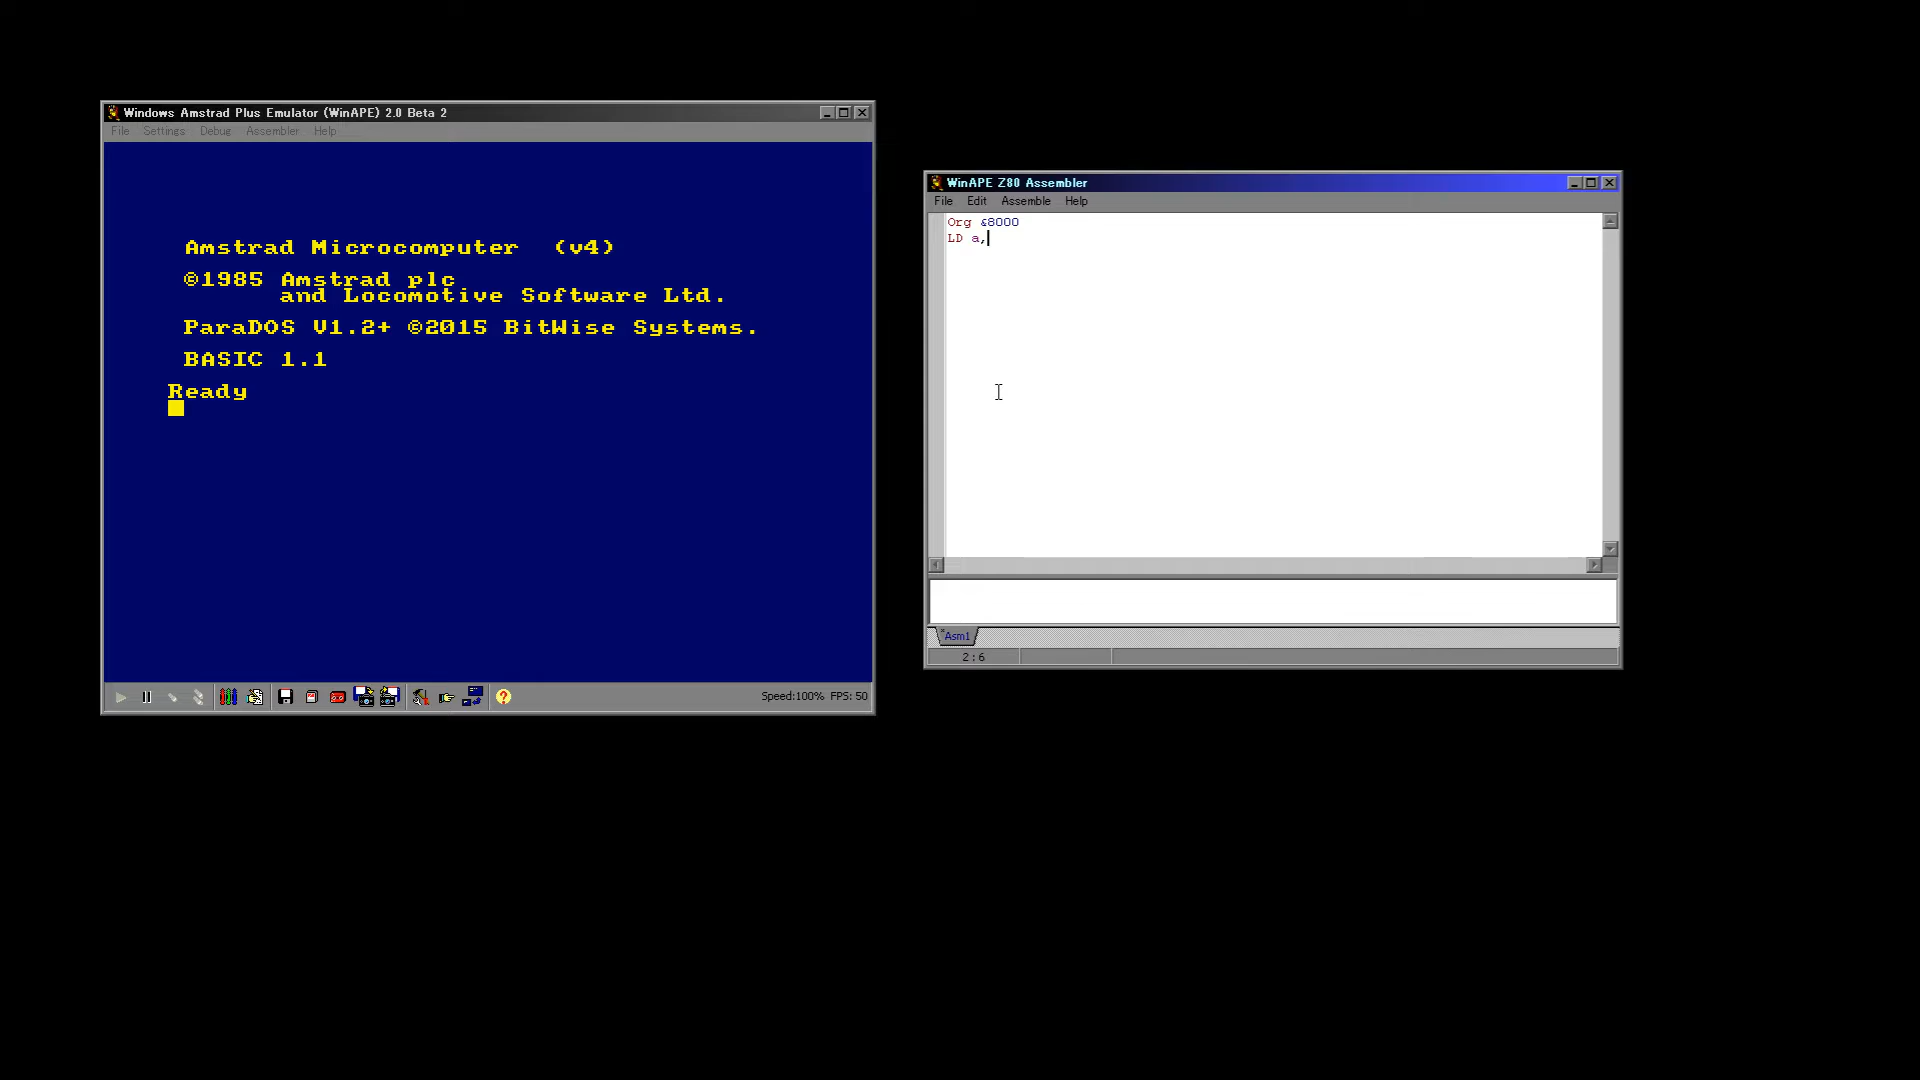 Windows Amstrad Plus Emulator (WinAPE) 2.0 Beta 2
File Settings Debug Assembler Help
Amstrad Microcomputer (v4)
©1985 Amstrad plc
and Locomotive Software Ltd.
ParaDOS V1.2+ ©2015 BitWise Systems.
BASIC 1.1
Ready
Speed:100% FPS: 50
WinAPE Z80 Assembler
File Edit Assemble Help
Org &8000
LD a,
*Asm1
2:6